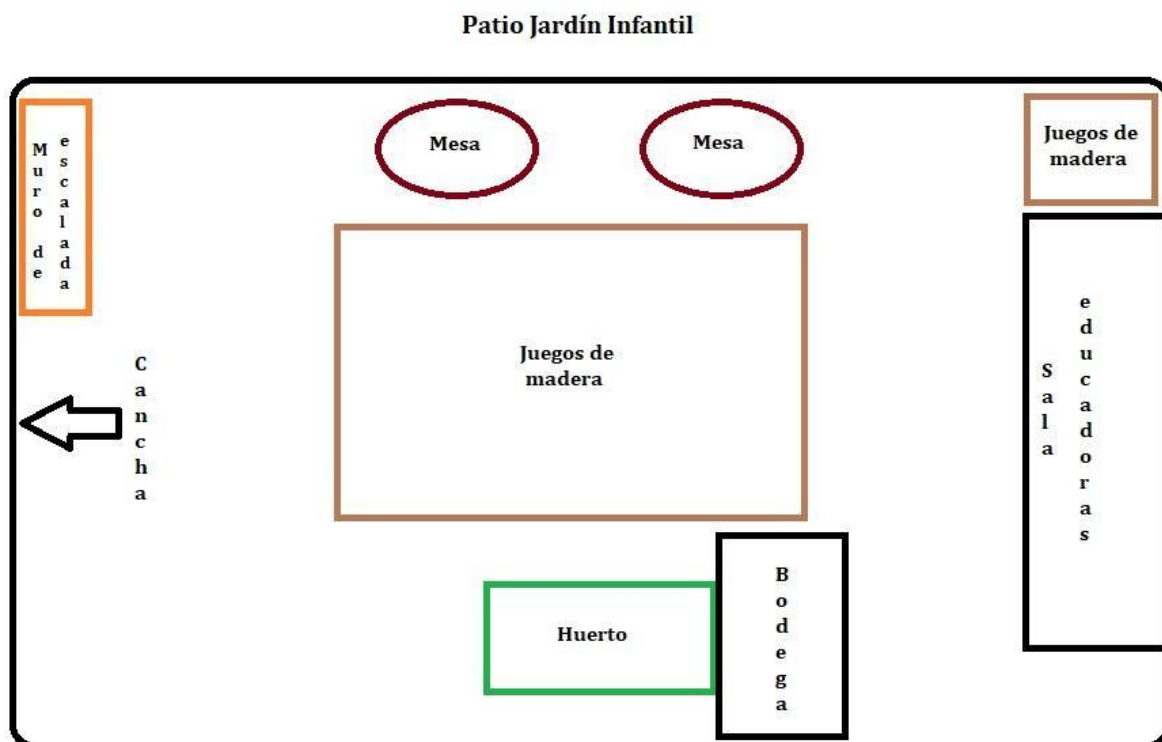 Patio Jardín Infantil
Muro de
escalada
Mesa
Mesa
Juegos de
madera
Cancha
Juegos de
madera
Sala
educadoras
Huerto
Bodega